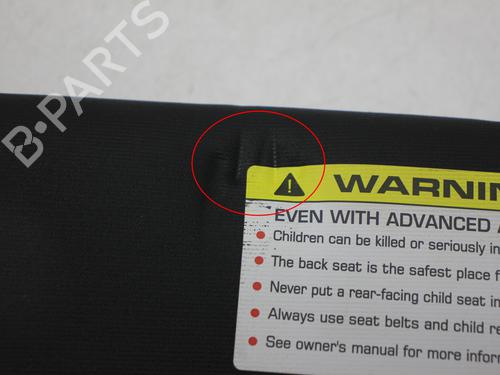 B-PARTS
WARNIN
EVEN WITH ADVANCED A
Children can be killed or seriously in
The back seat is the safest place f
Never put a rear-facing child seat in
Always use seat belts and child re
See owner's manual for more inform